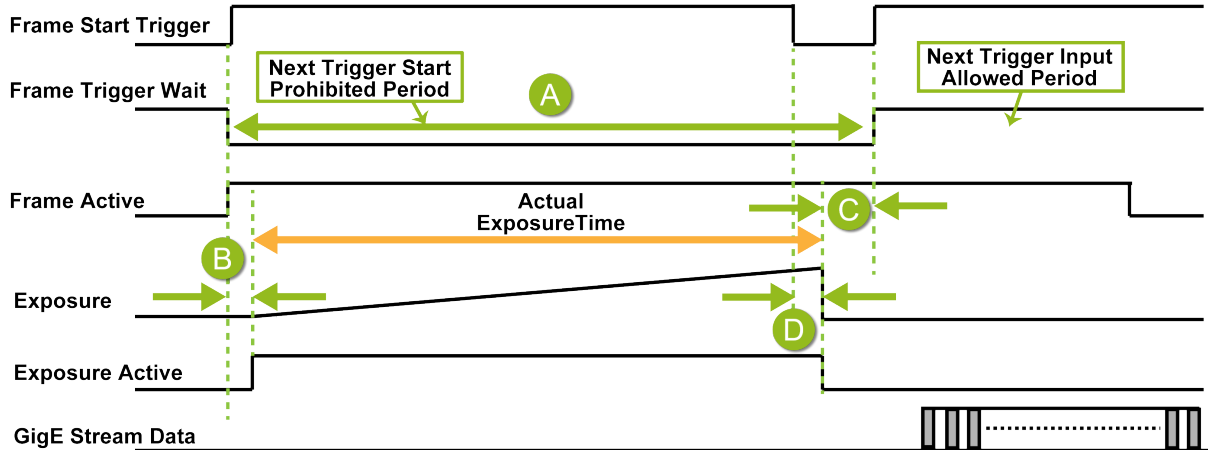 Frame Start Trigger
Next Trigger Start
Prohibited Period
A
Next Trigger Input
Allowed Period
Frame Trigger Wait
Frame Active
Actual
ExposureTime
C
B
Exposure
D
Exposure Active
GigE Stream Data